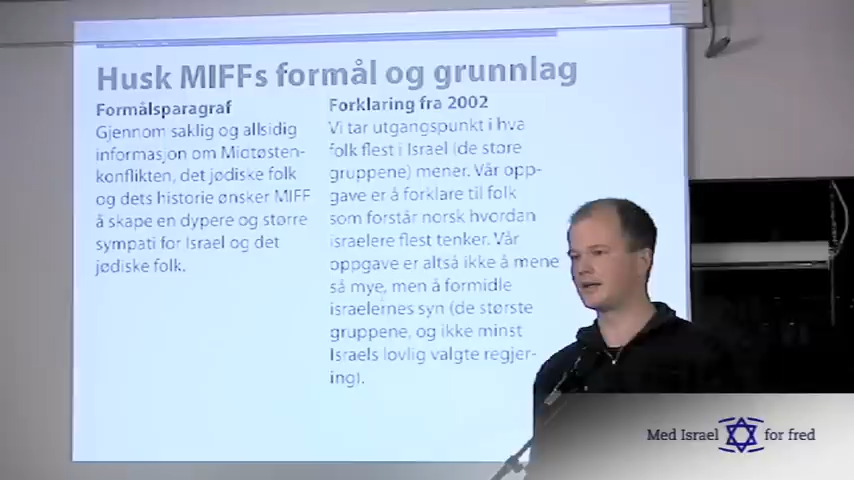 Husk MIFFs formål og grunnlag
Formålsparagraf
Gjennom saklig og allsidig
informasjon om Midtøsten-
konflikten, det jødiske folk
og dets historie ønsker MIFF
å skape en dypere og større
sympati for Israel og det
jødiske folk.
Forklaring fra 2002
Vi tar utgangspunkt i hva
folk flest i Israel (de store
gruppene) mener. Vår opp-
gave er å forklare til folk
som forstår norsk hvordan
israelere flest tenker. Vår
oppgave er altså ikke å mene
så mye, men å formidle
israelernes syn (de største
gruppene, og ikke minst
Israels lovlig valgte regjer-
ing).
Med Israel for fred